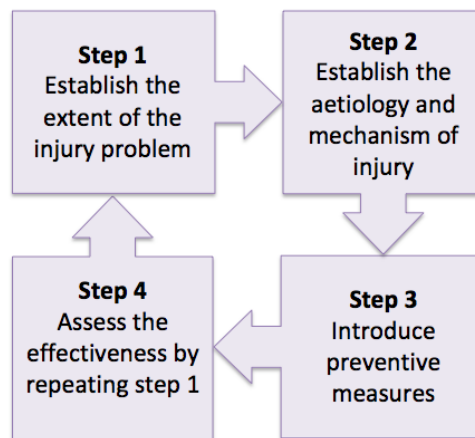 Step 1
Establish the
extent of the
injury problem
Step 2
Establish the
aetiology and
mechanism of
injury
Step 3
Introduce
preventive
measures
Step 4
Assess the
effectiveness by
repeating step 1